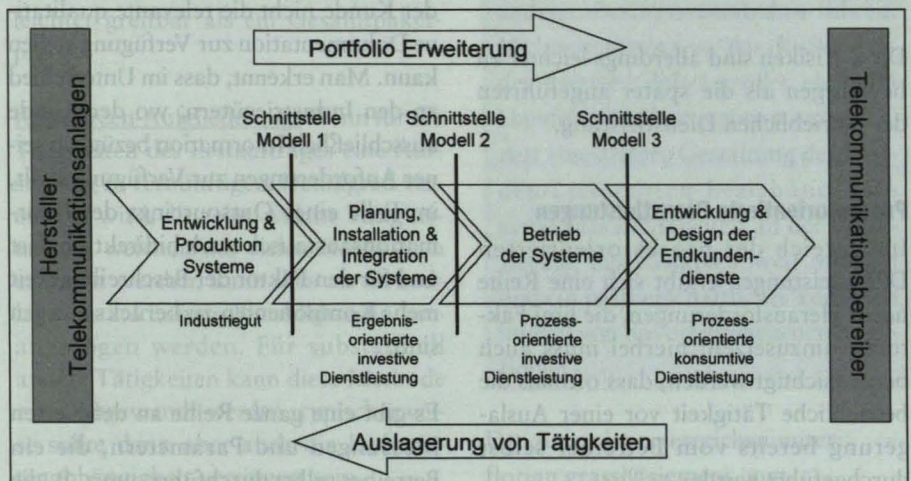 Portfolio Erweiterung
Hersteller
Telekommunikationsanlagen
Telekommunikationsbetreiber
Schnittstelle
Modell 1
Schnittstelle
Modell 2
Schnittstelle
Modell 3
Entwicklung &
Produktion
Systeme
Planung,
Installation &
Integration
der Systeme
Betrieb
der Systeme
Entwicklung &
Design der
Endkunden-
dienste
Industriegut
Ergebnis-
orientierte
investive
Dienstleistung
Prozess-
orientierte
investive
Dienstleistung
Prozess-
orientierte
konsumtive
Dienstleistung
Auslagerung von Tätigkeiten